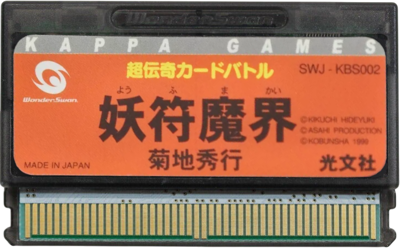 WonderSwan
KAPPA GAMES
WonderSwan
超伝奇カードバトル
SWJ - KBS002
よう ふ ま かい
妖符魔界
菊地秀行
©KIKUCHI HIDEYUKI
©ASAHI PRODUCTION
©KOBUNSHA 1999
MADE IN JAPAN
光文社